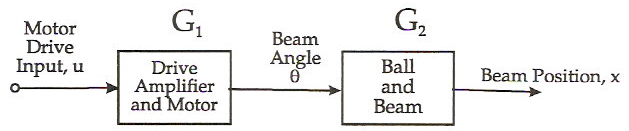 G1
G2
Motor
Drive
Input, u
Drive
Amplifier
and Motor
Beam
Angle
θ
Ball
and
Beam
Beam Position, x